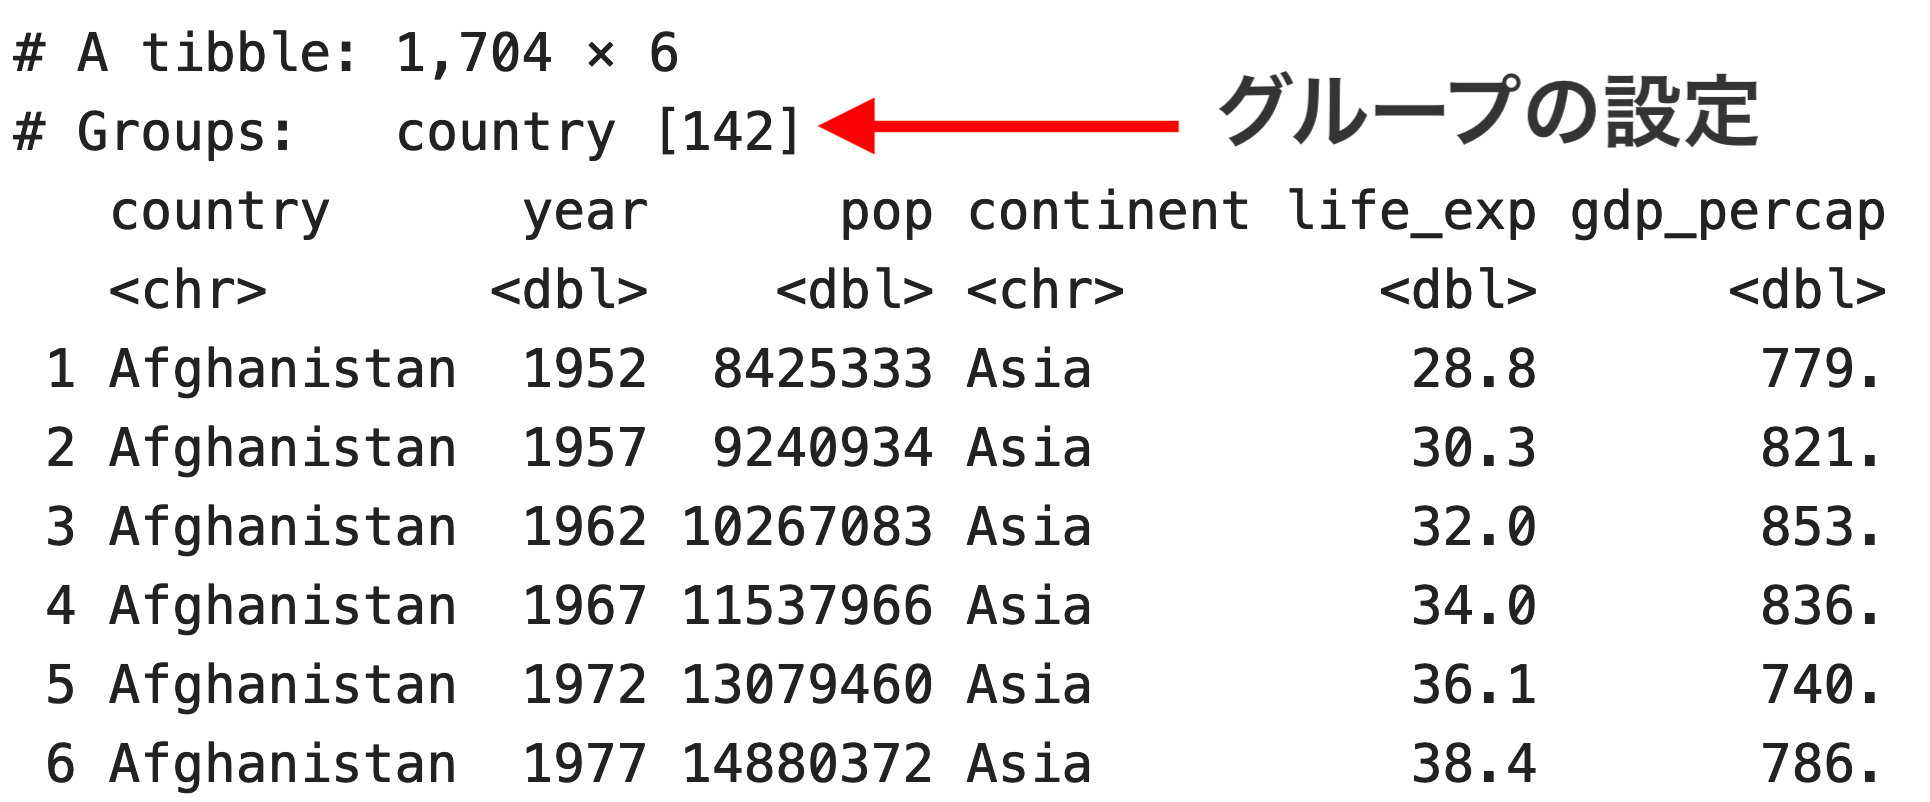 # A tibble: 1,704 × 6
# Groups:   country [142] グループの設定
   country      year      pop continent life_exp gdp_percap
   <chr>       <dbl>    <dbl> <chr>        <dbl>      <dbl>
 1 Afghanistan  1952  8425333 Asia          28.8       779.
 2 Afghanistan  1957  9240934 Asia          30.3       821.
 3 Afghanistan  1962 10267083 Asia          32.0       853.
 4 Afghanistan  1967 11537966 Asia          34.0       836.
 5 Afghanistan  1972 13079460 Asia          36.1       740.
 6 Afghanistan  1977 14880372 Asia          38.4       786.